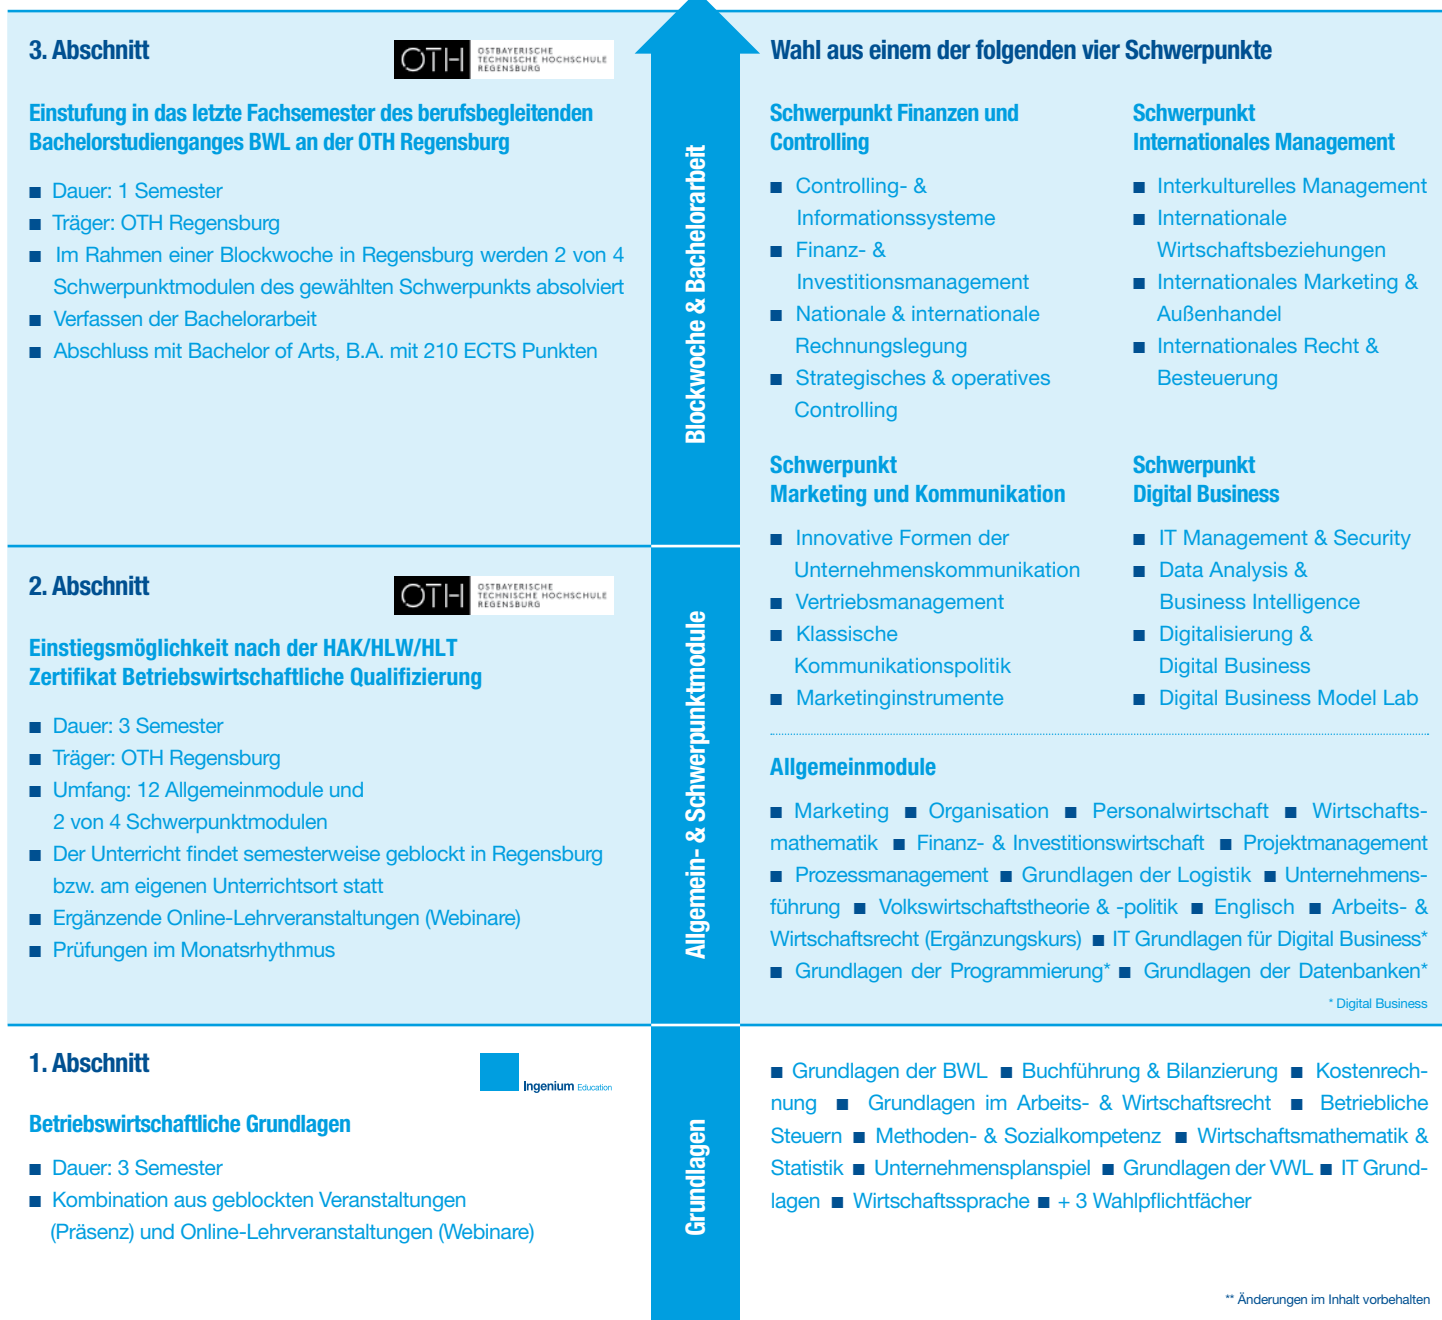 3. Abschnitt
OTH OSTBAYERISCHE
TECHNISCHE HOCHSCHULE
REGENSBURG
Einstufung in das letzte Fachsemester des berufsbegleitenden
Bachelorstudienganges BWL an der OTH Regensburg
■ Dauer: 1 Semester
■ Träger: OTH Regensburg
■ Im Rahmen einer Blockwoche in Regensburg werden 2 von 4
Schwerpunktmodulen des gewählten Schwerpunkts absolviert
■ Verfassen der Bachelorarbeit
■ Abschluss mit Bachelor of Arts, B.A. mit 210 ECTS Punkten
Blockwoche & Bachelorarbeit
Wahl aus einem der folgenden vier Schwerpunkte
Schwerpunkt Finanzen und
Controlling
■ Controlling- &
Informationssysteme
■ Finanz- &
Investitionsmanagement
■ Nationale & internationale
Rechnungslegung
■ Strategisches & operatives
Controlling
Schwerpunkt
Internationales Management
■ Interkulturelles Management
■ Internationale
Wirtschaftsbeziehungen
■ Internationales Marketing &
Außenhandel
■ Internationales Recht &
Besteuerung
Schwerpunkt
Marketing und Kommunikation
■ Innovative Formen der
Unternehmenskommunikation
■ Vertriebsmanagement
■ Klassische
Kommunikationspolitik
■ Marketinginstrumente
Schwerpunkt
Digital Business
■ IT Management & Security
■ Data Analysis &
Business Intelligence
■ Digitalisierung &
Digital Business
■ Digital Business Model Lab
2. Abschnitt
OTH OSTBAYERISCHE
TECHNISCHE HOCHSCHULE
REGENSBURG
Einstiegsmöglichkeit nach der HAK/HLW/HLT
Zertifikat Betriebswirtschaftliche Qualifizierung
■ Dauer: 3 Semester
■ Träger: OTH Regensburg
■ Umfang: 12 Allgemeinmodule und
2 von 4 Schwerpunktmodulen
■ Der Unterricht findet semesterweise geblockt in Regensburg
bzw. am eigenen Unterrichtsort statt
■ Ergänzende Online-Lehrveranstaltungen (Webinare)
■ Prüfungen im Monatsrhythmus
Allgemein- & Schwerpunktmodule
Allgemeinmodule
■ Marketing ■ Organisation ■ Personalwirtschaft ■ Wirtschafts-
mathematik ■ Finanz- & Investitionswirtschaft ■ Projektmanagement
■ Prozessmanagement ■ Grundlagen der Logistik ■ Unternehmens-
führung ■ Volkswirtschaftstheorie & -politik ■ Englisch ■ Arbeits- &
Wirtschaftsrecht (Ergänzungskurs) ■ IT Grundlagen für Digital Business*
■ Grundlagen der Programmierung* ■ Grundlagen der Datenbanken*
* Digital Business
1. Abschnitt
Ingenium Education
Betriebswirtschaftliche Grundlagen
■ Dauer: 3 Semester
■ Kombination aus geblockten Veranstaltungen
(Präsenz) und Online-Lehrveranstaltungen (Webinare)
Grundlagen
■ Grundlagen der BWL ■ Buchführung & Bilanzierung ■ Kostenrech-
nung ■ Grundlagen im Arbeits- & Wirtschaftsrecht ■ Betriebliche
Steuern ■ Methoden- & Sozialkompetenz ■ Wirtschaftsmathematik &
Statistik ■ Unternehmensplanspiel ■ Grundlagen der VWL ■ IT Grund-
lagen ■ Wirtschaftssprache ■ + 3 Wahlpflichtfächer
** Änderungen im Inhalt vorbehalten